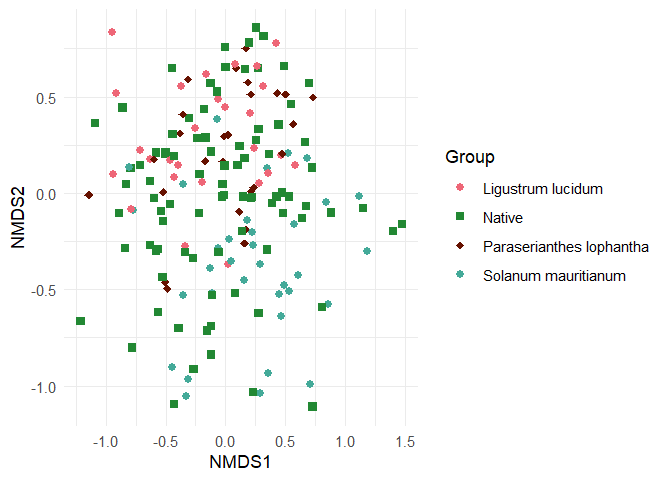 0.5
0.0
-0.5
-1.0
NMDS2
-1.0
-0.5
0.0
0.5
1.0
1.5
NMDS1
Group
Ligustrum lucidum
Native
Paraserianthes lophantha
Solanum mauritianum